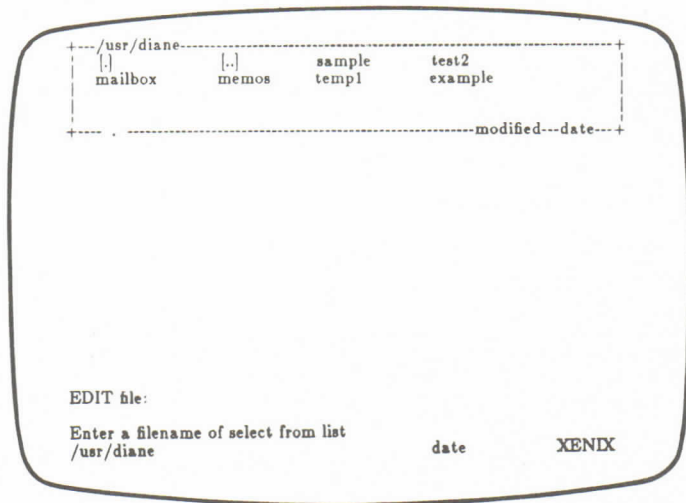 +---/usr/diane---+
[.] [..] sample test2
mailbox memos temp1 example
+--- . ---modified---date---+
EDIT file:
Enter a filename of select from list
/usr/diane date XENIX